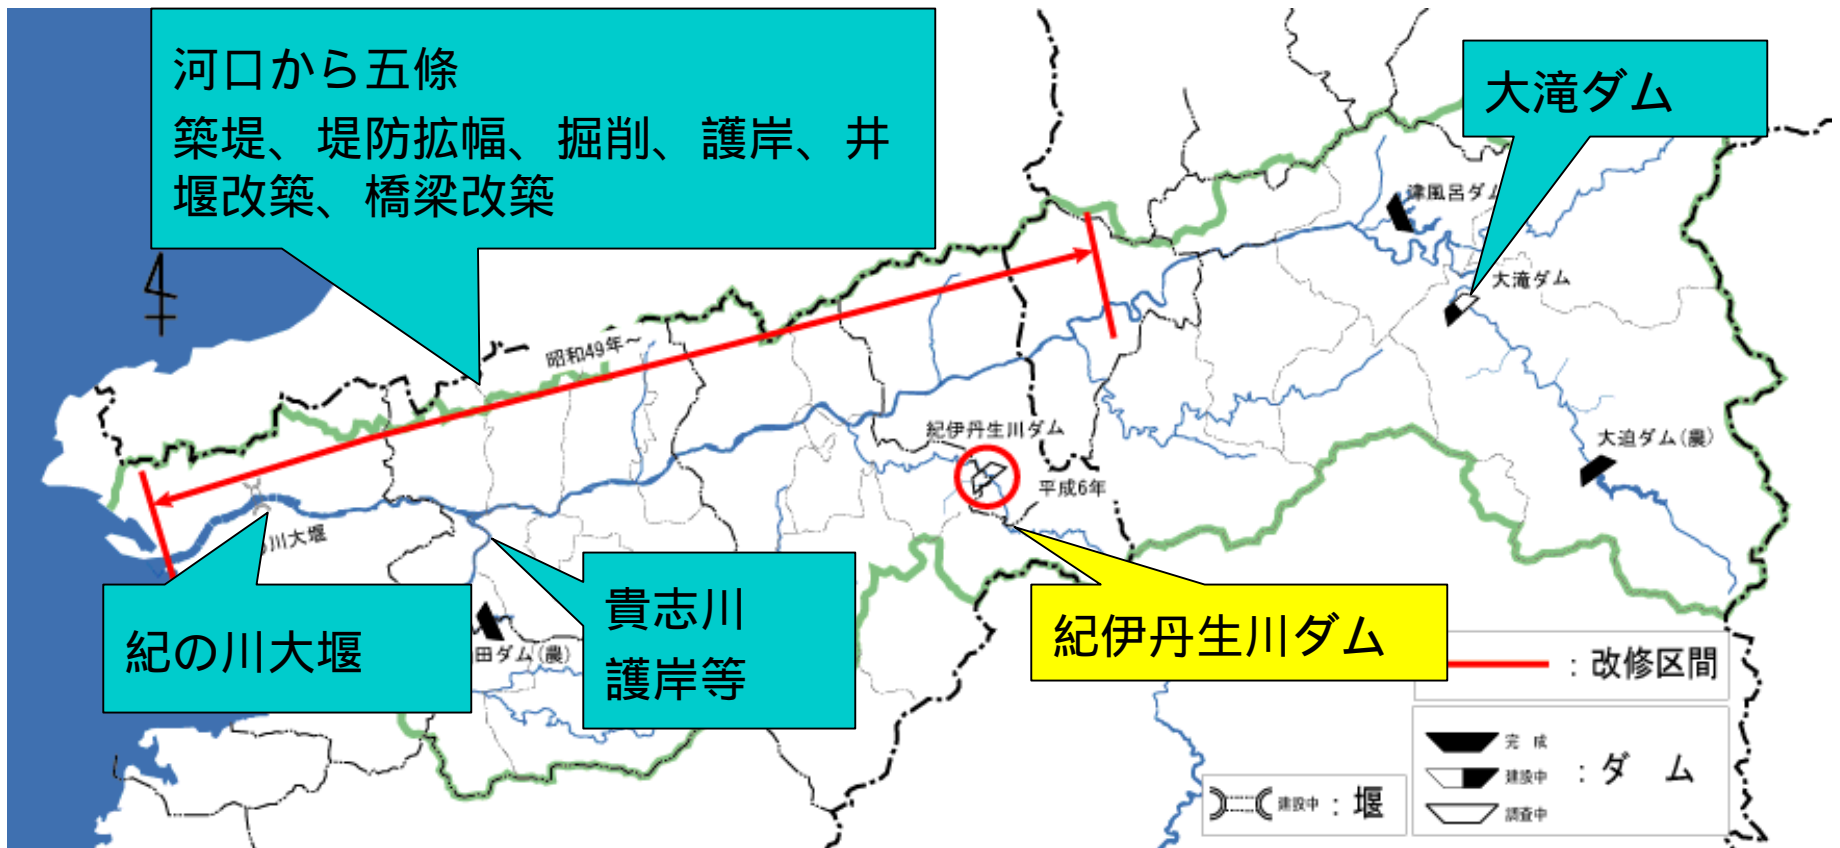 河口から五條
築堤、堤防拡幅、掘削、護岸、井
堰改築、橋梁改築
大滝ダム
津風呂ダム
大滝ダム
昭和49年～
紀伊丹生川ダム
大迫ダム(農)
平成6年
川大堰
紀の川大堰
貴志川
護岸等
田ダム(農)
紀伊丹生川ダム
：改修区間
完成
建設中
：ダム
調査中
建設中
：堰